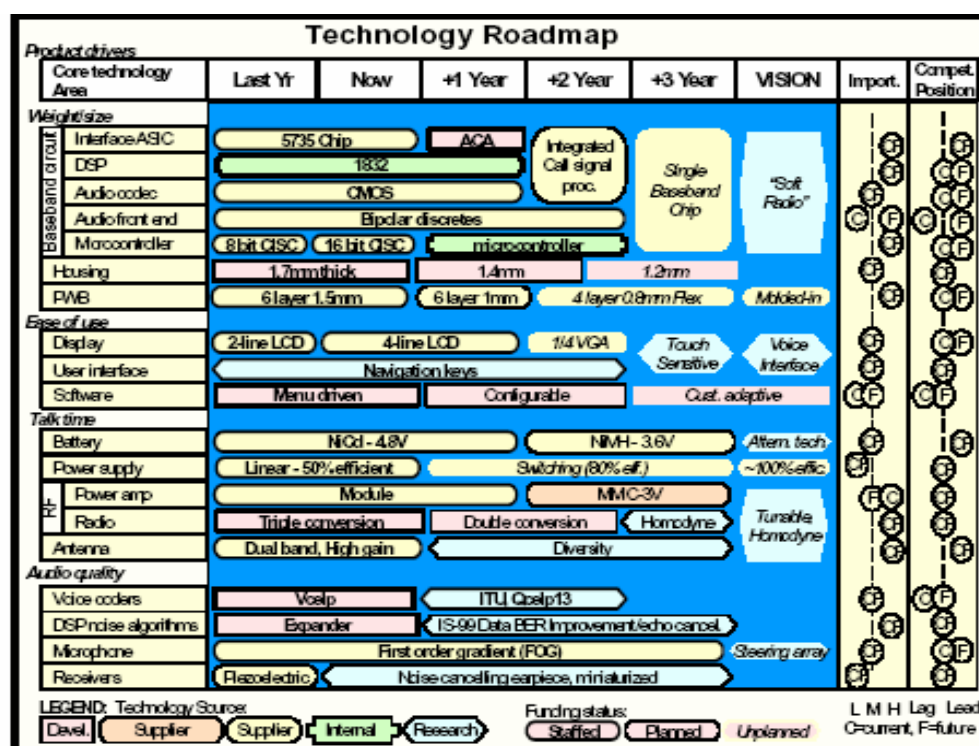 Technology Roadmap
Product drivers
Core technology Area
Last Yr
Now
+1 Year
+2 Year
+3 Year
VISION
Import.
Compet. Position
Weight/size
Baseband circuit
Interface ASIC
5735 Chip
ACA
Integrated Call signal proc.
Single Baseband Chip
"Soft Radio"
DSP
1832
Audio codec
CMOS
Audio front end
Bipolar discretes
Microcontroller
8 bit CISC
16 bit CISC
microcontroller
Housing
1.7mm thick
1.4mm
1.2mm
PWB
6 layer 1.5mm
6 layer 1mm
4 layer 0.8mm Flex
Molded-in
Ease of use
Display
2-line LCD
4-line LCD
1/4 VGA
Touch Sensitive
Voice Interface
User interface
Navigation keys
Software
Menu driven
Configurable
Cust. adaptive
Talk time
Battery
NiCd - 4.8V
NiMH - 3.6V
Altern. tech
Power supply
Linear - 50% efficient
Switching (80% eff.)
~100% effic
RF
Power amp
Module
MMIC-3V
Tunable, Homodyne
Radio
Triple conversion
Double conversion
Homodyne
Antenna
Dual band, High gain
Diversity
Audio quality
Voice coders
Vcelp
ITU, Qcelp13
DSP noise algorithms
Expander
IS-99 Data BER Improvement/echo cancel.
Microphone
First order gradient (FOG)
Steering array
Receivers
Piezoelectric
Noise cancelling earpiece, miniaturized
LEGEND: Technology Source:
Devel.
Supplier
Supplier
Internal
Research
Funding status:
Staffed
Planned
Unplanned
L M H
Lag Lead
C=current, F=future